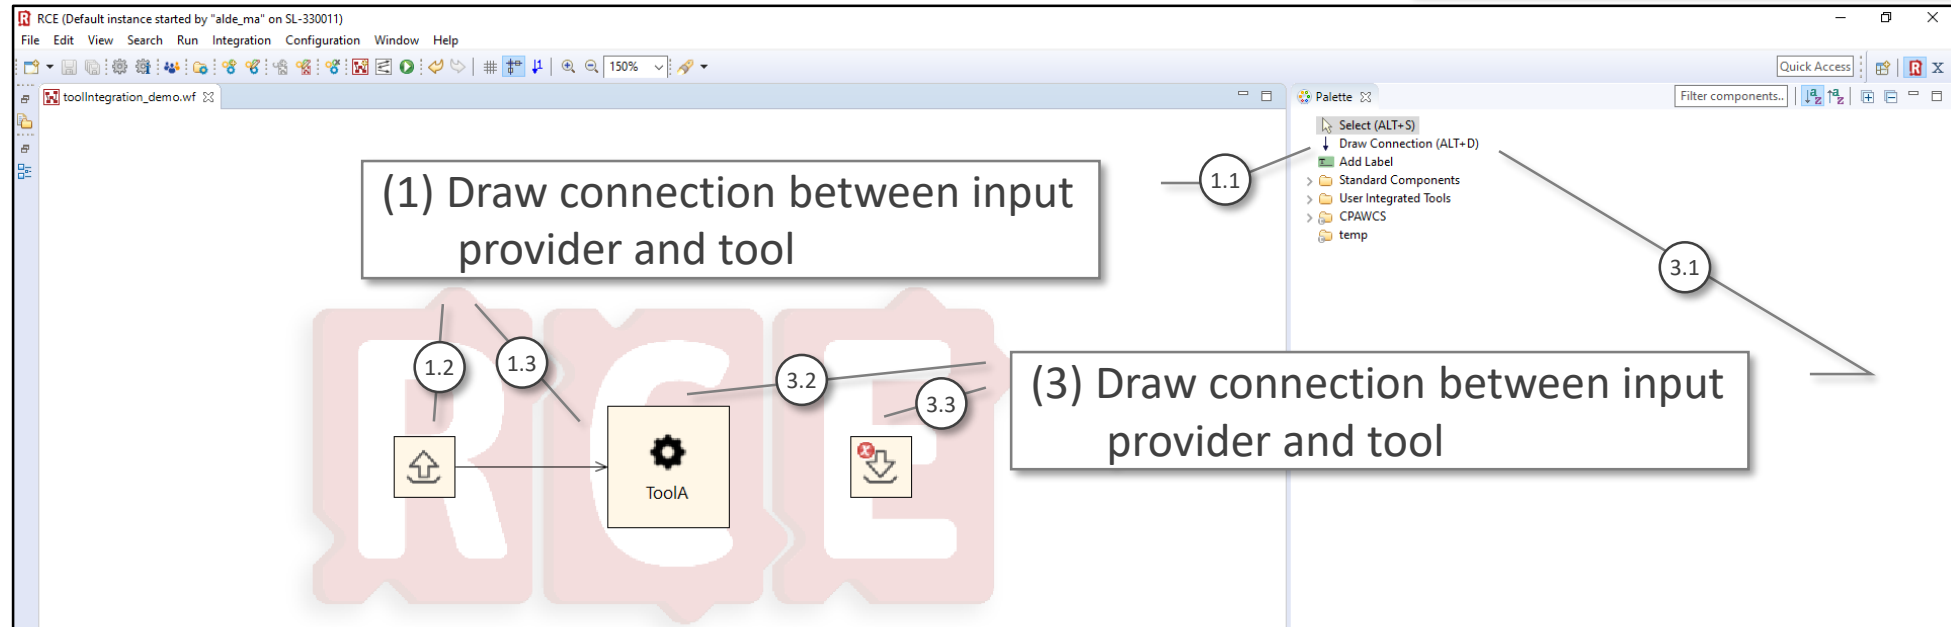 RCE (Default instance started by "alde_ma" on SL-330011)
File Edit View Search Run Integration Configuration Window Help
150%
Quick Access
toolIntegration_demo.wf
Palette
Filter components..
Select (ALT+S)
Draw Connection (ALT+D)
Add Label
Standard Components
User Integrated Tools
CPAWCS
temp
(1) Draw connection between input
provider and tool
1.1
3.1
1.2
1.3
3.2
3.3
(3) Draw connection between input
provider and tool
ToolA
RCE